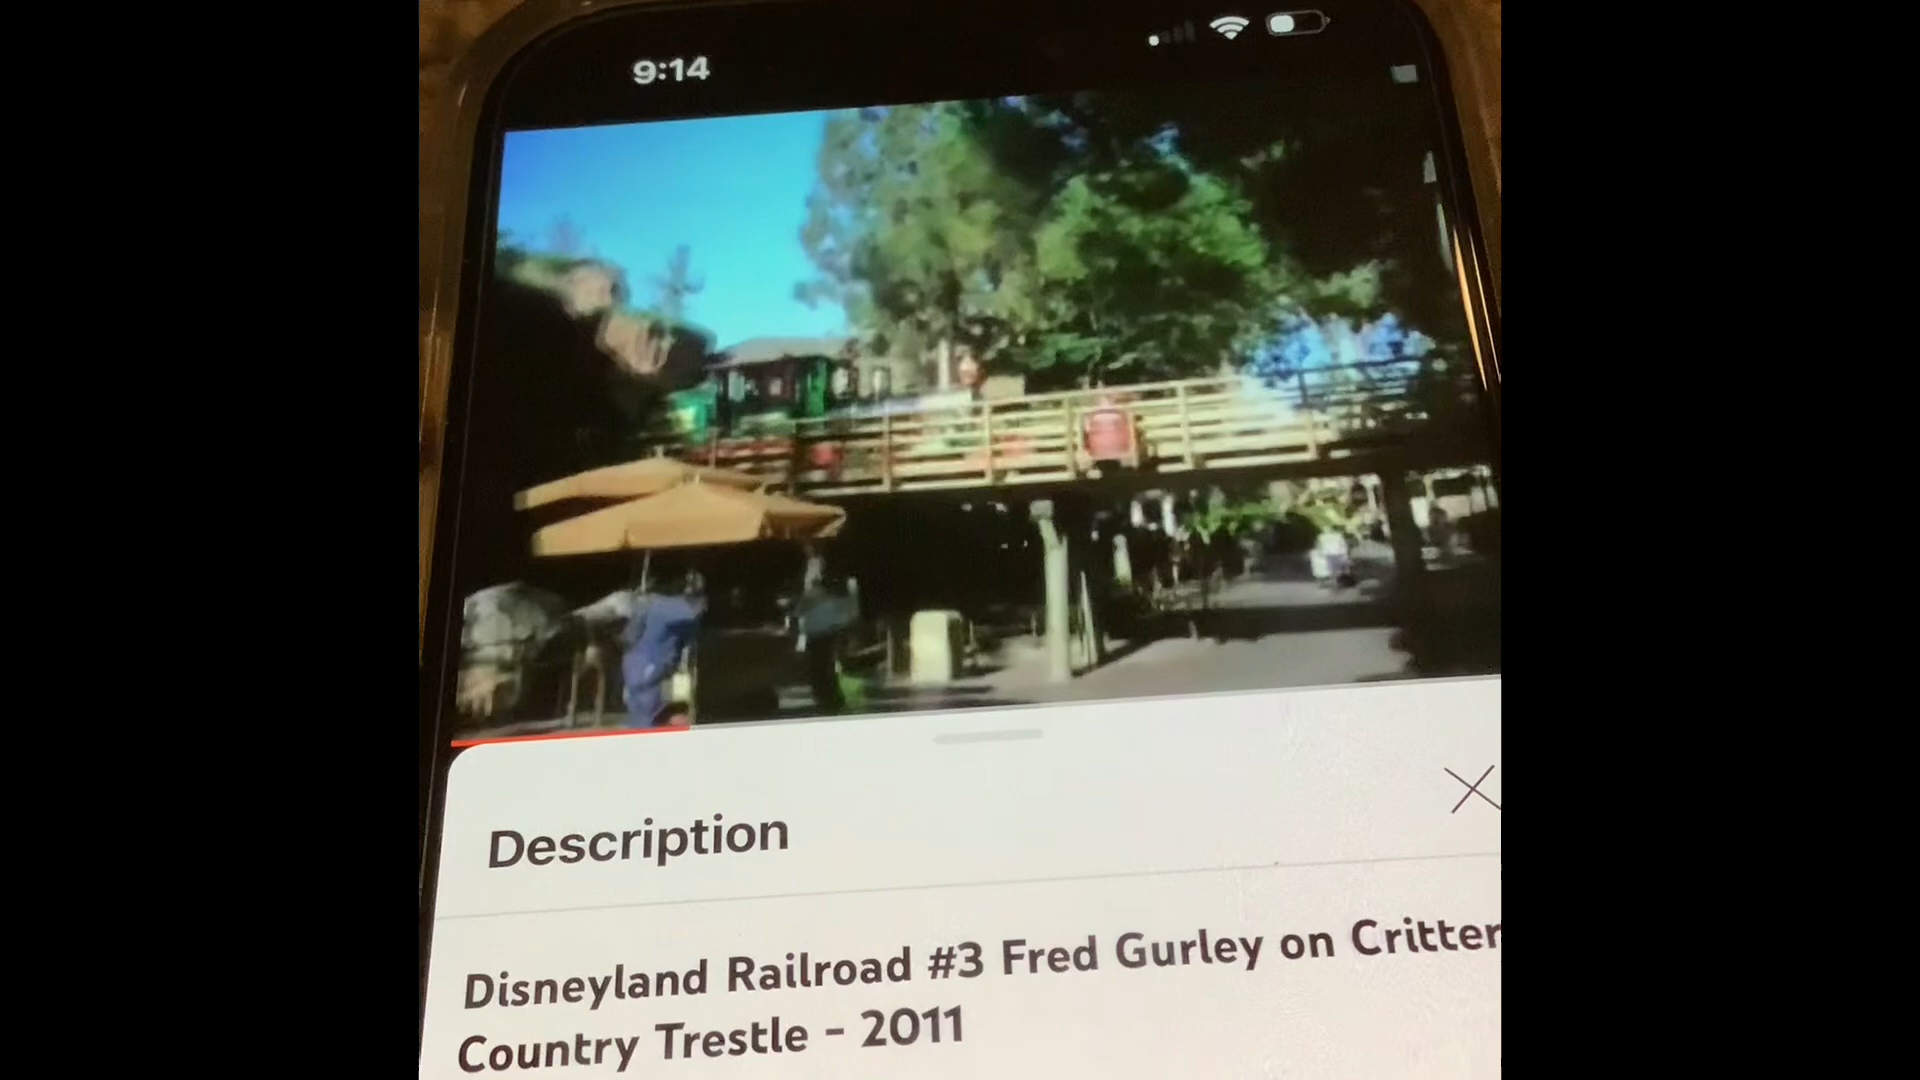 9:14
Description
Disneyland Railroad #3 Fred Gurley on Critter
Country Trestle - 2011